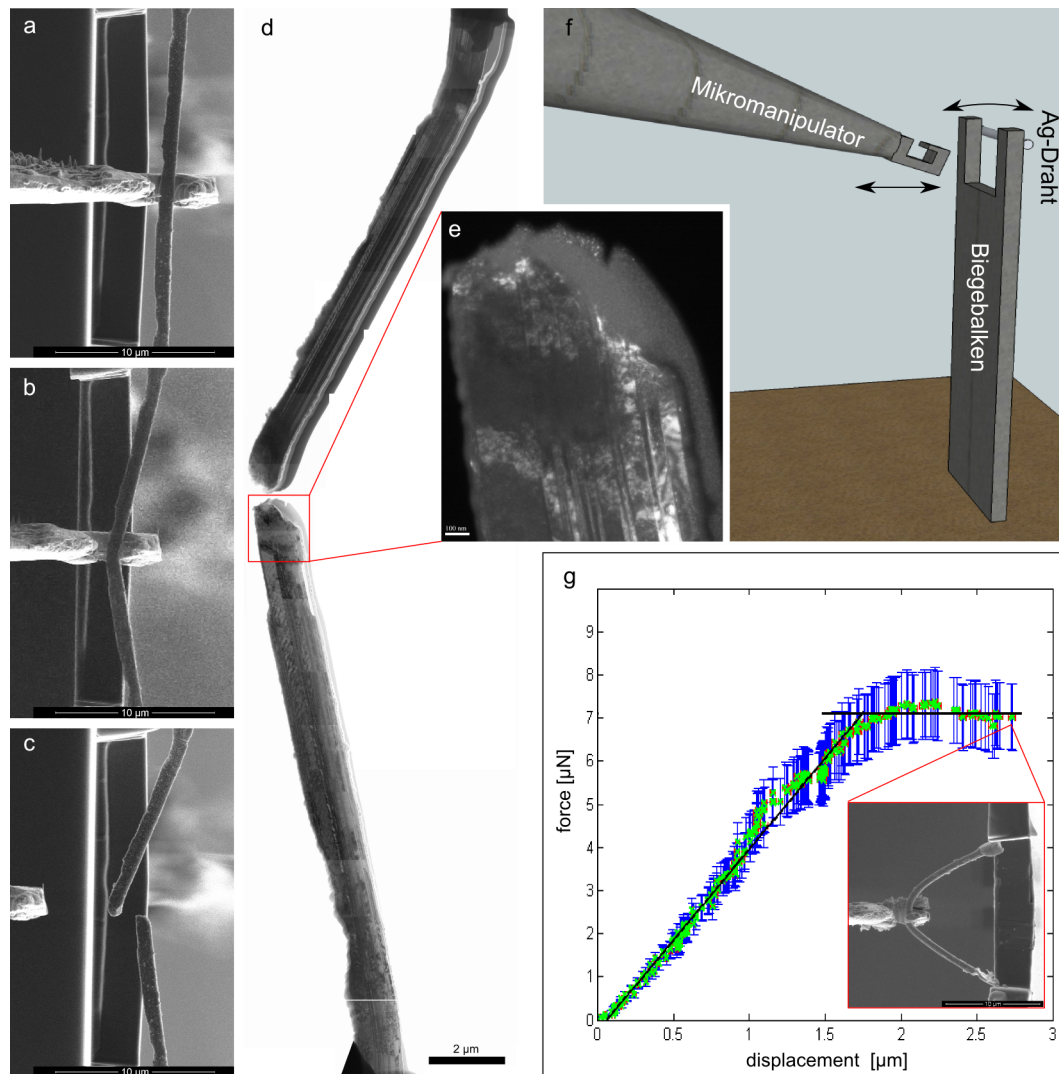 a
10 µm
b
10 µm
c
10 µm
d
2 µm
e
100 nm
f
Mikromanipulator
Ag-Draht
Biegebalken
g
force [µN]
9
8
7
6
5
4
3
2
1
0
0
0.5
1
1.5
2
2.5
3
displacement [µm]
10 µm